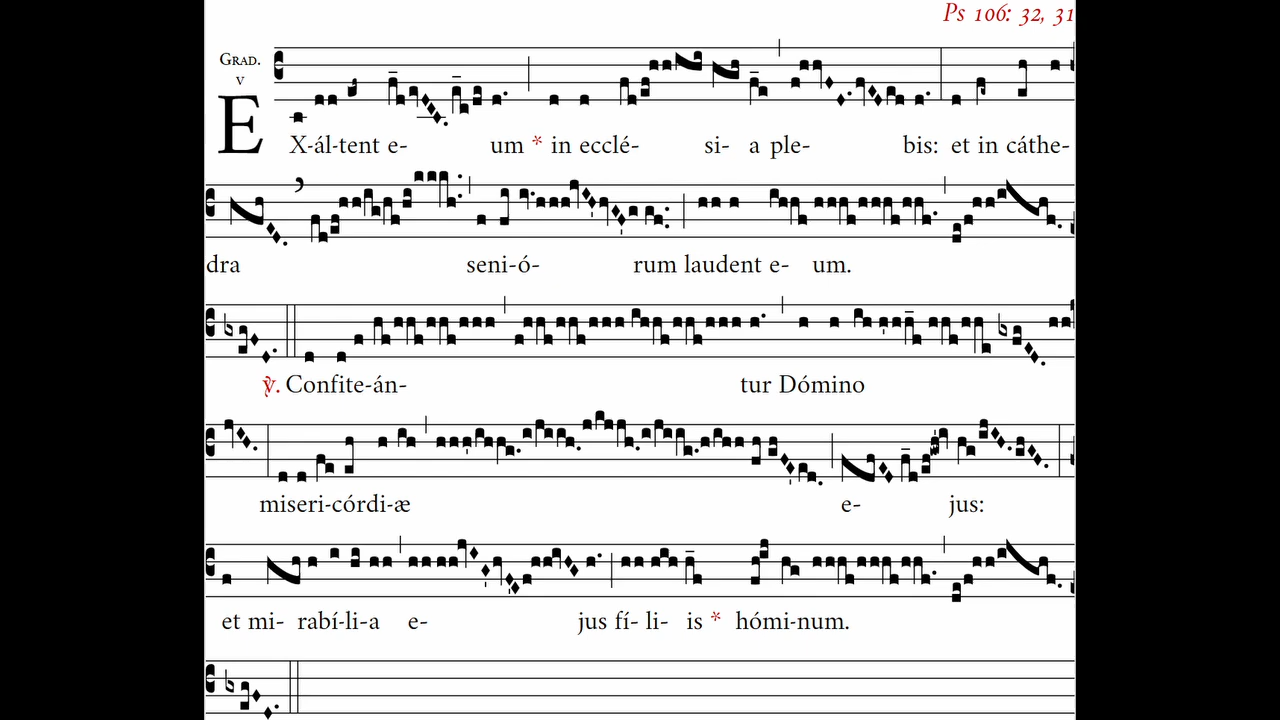 Ps 106: 32, 31
GRAD.
V
EX-ál-tent e- um * in ecclé- si- a ple- bis: et in cáthe-
dra seni-ó- rum laudent e- um.
℣. Confite-án- tur Dómino
miseri-córdi-æ e- jus:
et mi- rabí-li-a e- jus fí- li- is * hómi-num.